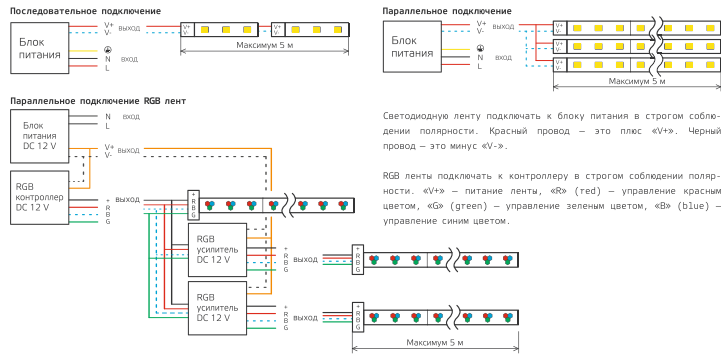 Последовательное подключение
Блок
питания
V+
V-
ВЫХОД
N
L
ВХОД
V+
V-
V+
V-
Максимум 5 м
Параллельное подключение
Блок
питания
V+
V-
ВЫХОД
N
L
ВХОД
V+
V-
V+
V-
V+
V-
Максимум 5 м
Параллельное подключение RGB лент
Блок
питания
DC 12 V
N
L
ВХОД
V+
V-
ВЫХОД
RGB
контроллер
DC 12 V
+
R
B
G
ВЫХОД
+
R
B
G
RGB
усилитель
DC 12 V
+
R
B
G
ВЫХОД
+
R
B
G
RGB
усилитель
DC 12 V
+
R
B
G
ВЫХОД
+
R
B
G
Максимум 5 м
Светодиодную ленту подключать к блоку питания в строгом соблю-
дении полярности. Красный провод — это плюс «V+». Черный
провод — это минус «V-».
RGB ленты подключать к контроллеру в строгом соблюдении поляр-
ности. «V+» — питание ленты, «R» (red) — управление красным
цветом, «G» (green) — управление зеленым цветом, «B» (blue) —
управление синим цветом.